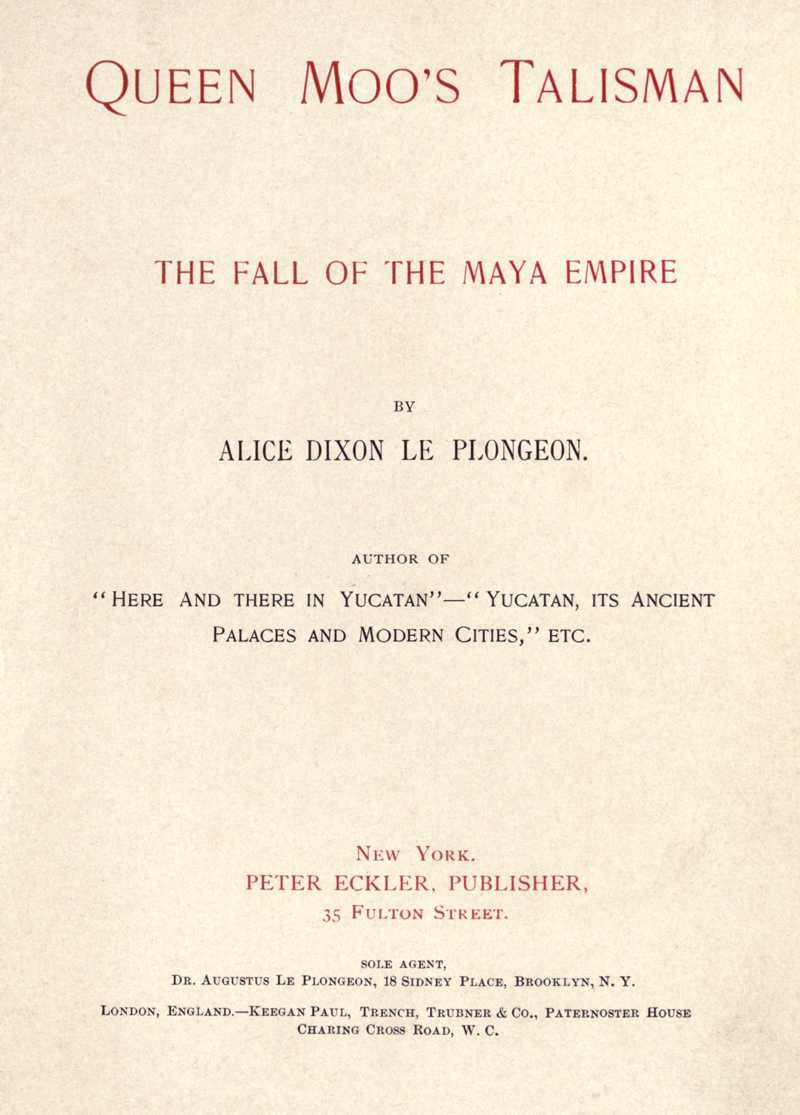 QUEEN MOO'S TALISMAN
THE FALL OF THE MAYA EMPIRE
BY
ALICE DIXON LE PLONGEON.
AUTHOR OF
"HERE AND THERE IN YUCATAN"—"YUCATAN, ITS ANCIENT
PALACES AND MODERN CITIES," ETC.
NEW YORK.
PETER ECKLER, PUBLISHER,
35 FULTON STREET.
SOLE AGENT,
DR. AUGUSTUS LE PLONGEON, 18 SIDNEY PLACE, BROOKLYN, N. Y.
LONDON, ENGLAND.—KEEGAN PAUL, TRENCH, TRUBNER & CO., PATERNOSTER HOUSE
CHARING CROSS ROAD, W. C.